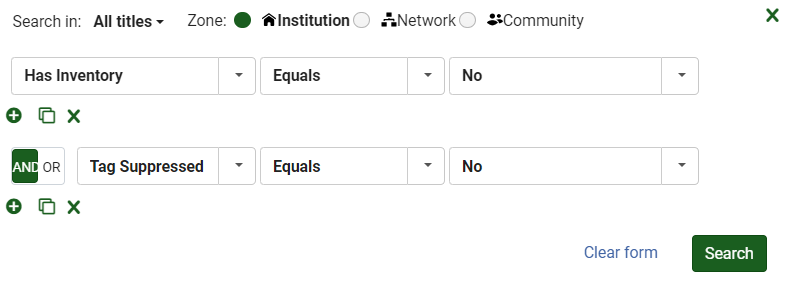 Search in: All titles Zone: Institution Network Community
Has Inventory Equals No
AND OR Tag Suppressed Equals No
Clear form Search